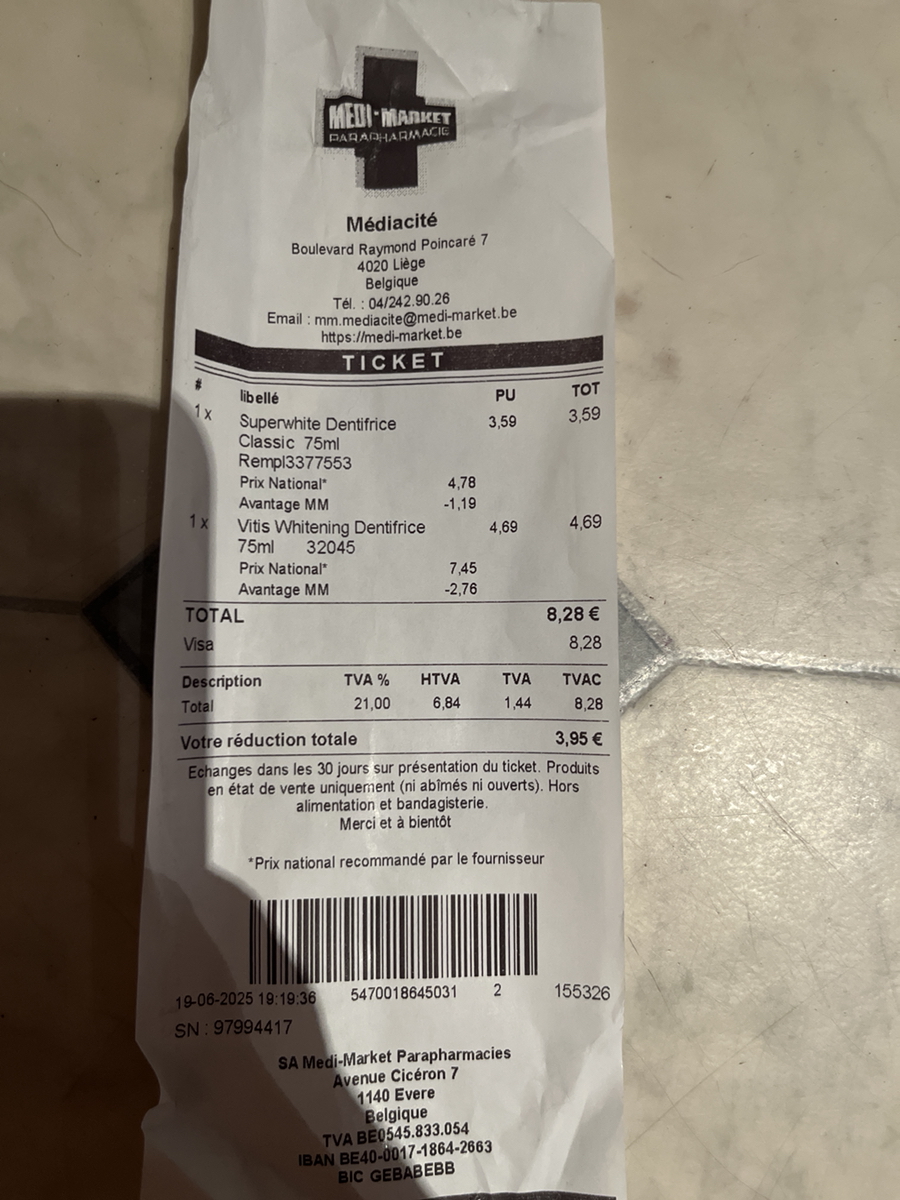 MEDI-MARKET
PARAPHARMACIE
Médiacité
Boulevard Raymond Poincaré 7
4020 Liège
Belgique
Tél. : 04/242.90.26
Email : mm.mediacite@medi-market.be
https://medi-market.be
TICKET
# libellé PU TOT
1 x Superwhite Dentifrice 3,59 3,59
Classic 75ml
Rempl3377553
Prix National* 4,78
Avantage MM -1,19
1 x Vitis Whitening Dentifrice 4,69 4,69
75ml 32045
Prix National* 7,45
Avantage MM -2,76
TOTAL 8,28 €
Visa 8,28
Description TVA % HTVA TVA TVAC
Total 21,00 6,84 1,44 8,28
Votre réduction totale 3,95 €
Echanges dans les 30 jours sur présentation du ticket. Produits
en état de vente uniquement (ni abîmés ni ouverts). Hors
alimentation et bandagisterie.
Merci et à bientôt
*Prix national recommandé par le fournisseur
19-06-2025 19:19:36 5470018645031 2 155326
SN : 97994417
SA Medi-Market Parapharmacies
Avenue Cicéron 7
1140 Evere
Belgique
TVA BE0545.833.054
IBAN BE40-0017-1864-2663
BIC GEBABEBB